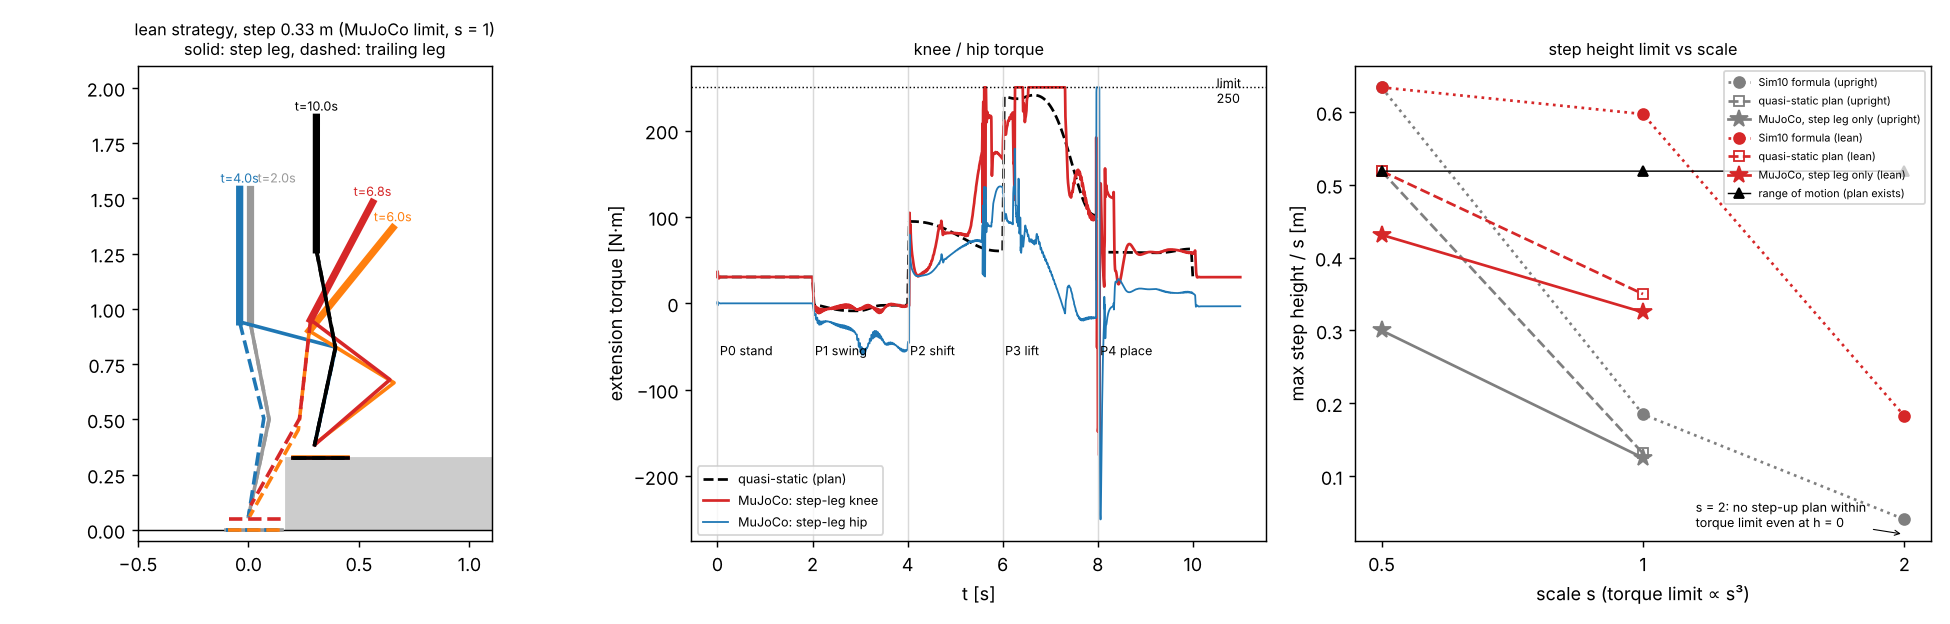 lean strategy, step 0.33 m (MuJoCo limit, s = 1)
solid: step leg, dashed: trailing leg
2.00
1.75
1.50
1.25
1.00
0.75
0.50
0.25
0.00
−0.5
0.0
0.5
1.0
t=10.0s
t=4.0s
t=2.0s
t=6.8s
t=6.0s
knee / hip torque
extension torque [N·m]
200
100
0
−100
−200
limit
250
P0 stand
P1 swing
P2 shift
P3 lift
P4 place
quasi-static (plan)
MuJoCo: step-leg knee
MuJoCo: step-leg hip
0
2
4
6
8
10
t [s]
step height limit vs scale
max step height / s [m]
0.6
0.5
0.4
0.3
0.2
0.1
Sim10 formula (upright)
quasi-static plan (upright)
MuJoCo, step leg only (upright)
Sim10 formula (lean)
quasi-static plan (lean)
MuJoCo, step leg only (lean)
range of motion (plan exists)
s = 2: no step-up plan within
torque limit even at h = 0
0.5
1
2
scale s (torque limit ∝ s³)